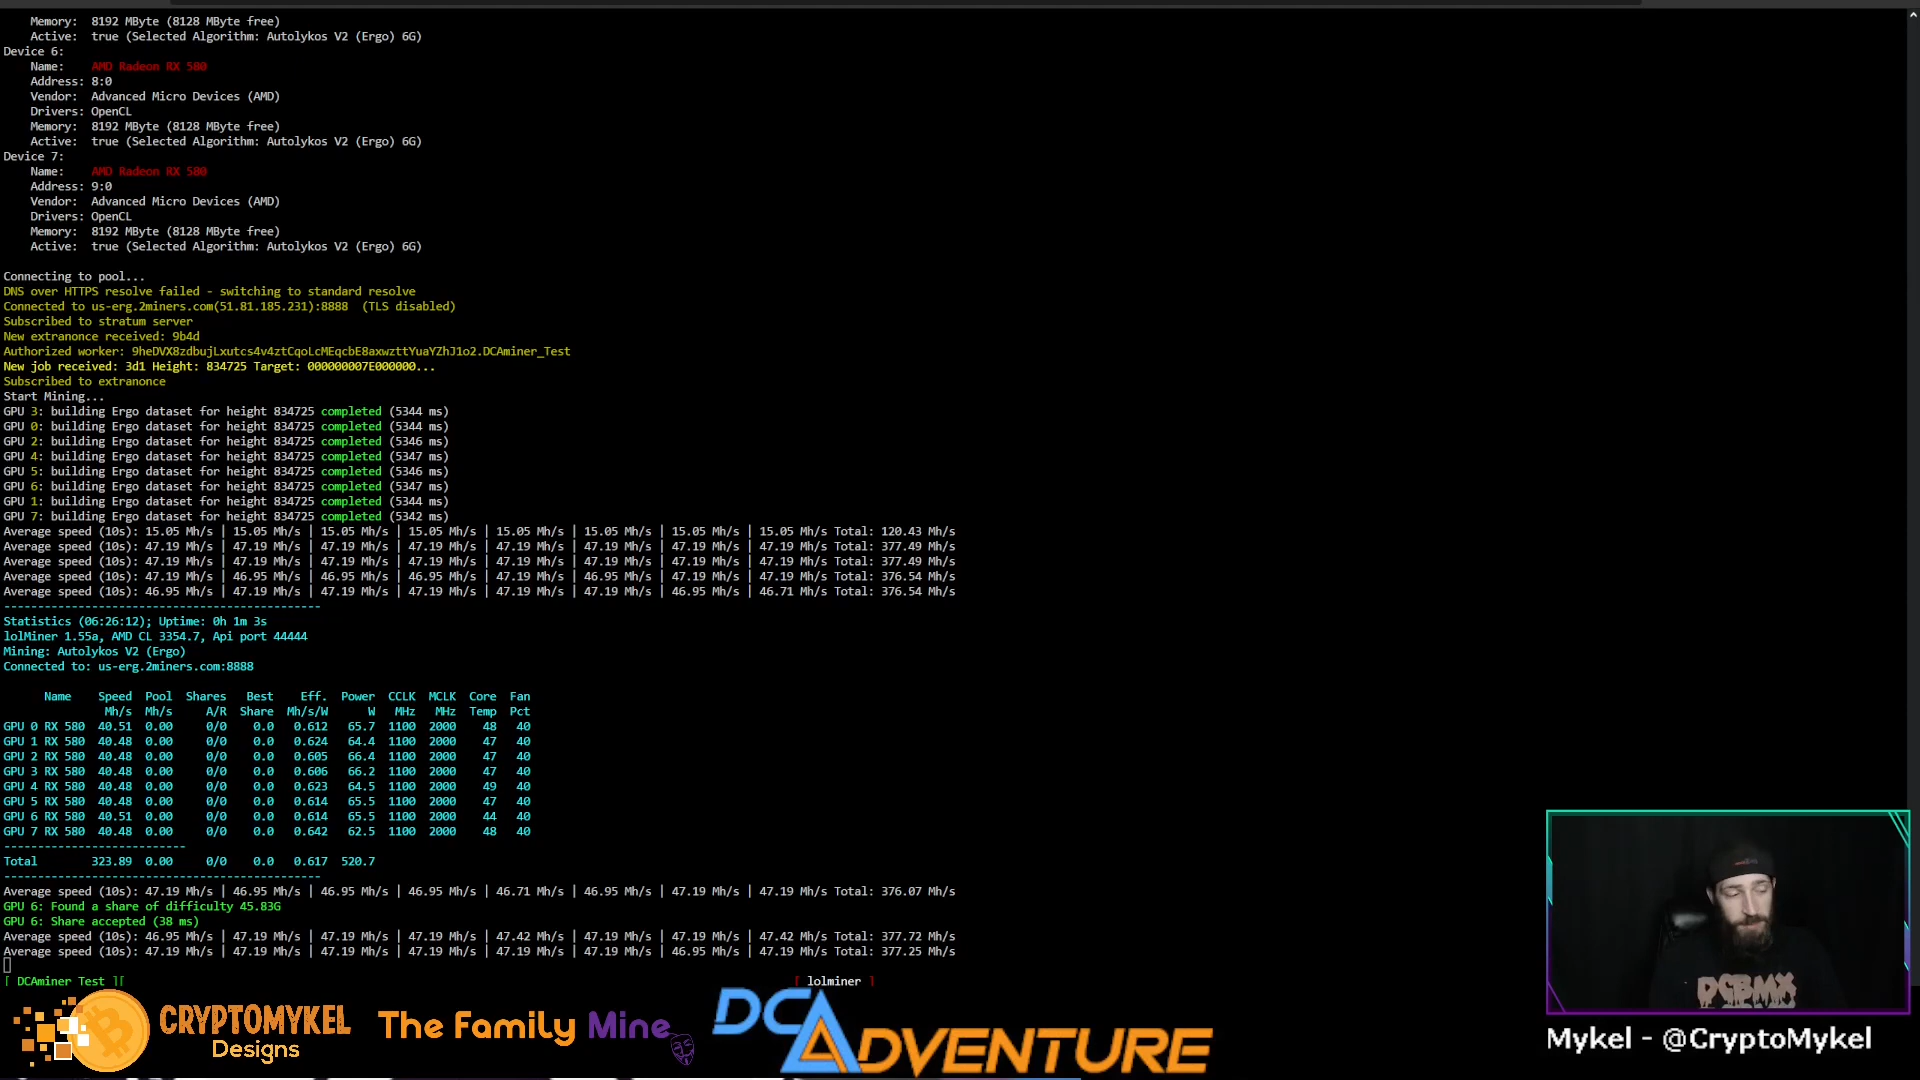 Memory:  8192 MByte (8128 MByte free)
Active:  true (Selected Algorithm: Autolykos V2 (Ergo) 6G)
Device 6:
Name:    AMD Radeon RX 580
Address: 8:0
Vendor:  Advanced Micro Devices (AMD)
Drivers: OpenCL
Memory:  8192 MByte (8128 MByte free)
Active:  true (Selected Algorithm: Autolykos V2 (Ergo) 6G)
Device 7:
Name:    AMD Radeon RX 580
Address: 9:0
Vendor:  Advanced Micro Devices (AMD)
Drivers: OpenCL
Memory:  8192 MByte (8128 MByte free)
Active:  true (Selected Algorithm: Autolykos V2 (Ergo) 6G)
Connecting to pool...
DNS over HTTPS resolve failed - switching to standard resolve
Connected to us-erg.2miners.com(51.81.185.231):8888  (TLS disabled)
Subscribed to stratum server
New extranonce received: 9b4d
Authorized worker: 9heDVX8zdbujLxutcs4v4ztCqoLcMEqcbE8axwzttYuaYZhJ1o2.DCAminer_Test
New job received: 3d1 Height: 834725 Target: 000000007E000000...
Subscribed to extranonce
Start Mining...
GPU 3: building Ergo dataset for height 834725 completed (5344 ms)
GPU 0: building Ergo dataset for height 834725 completed (5344 ms)
GPU 2: building Ergo dataset for height 834725 completed (5346 ms)
GPU 4: building Ergo dataset for height 834725 completed (5347 ms)
GPU 5: building Ergo dataset for height 834725 completed (5346 ms)
GPU 6: building Ergo dataset for height 834725 completed (5347 ms)
GPU 1: building Ergo dataset for height 834725 completed (5344 ms)
GPU 7: building Ergo dataset for height 834725 completed (5342 ms)
Average speed (10s): 15.05 Mh/s | 15.05 Mh/s | 15.05 Mh/s | 15.05 Mh/s | 15.05 Mh/s | 15.05 Mh/s | 15.05 Mh/s | 15.05 Mh/s Total: 120.43 Mh/s
Average speed (10s): 47.19 Mh/s | 47.19 Mh/s | 47.19 Mh/s | 47.19 Mh/s | 47.19 Mh/s | 47.19 Mh/s | 47.19 Mh/s | 47.19 Mh/s Total: 377.49 Mh/s
Average speed (10s): 47.19 Mh/s | 47.19 Mh/s | 47.19 Mh/s | 47.19 Mh/s | 47.19 Mh/s | 47.19 Mh/s | 47.19 Mh/s | 47.19 Mh/s Total: 377.49 Mh/s
Average speed (10s): 47.19 Mh/s | 46.95 Mh/s | 46.95 Mh/s | 46.95 Mh/s | 47.19 Mh/s | 46.95 Mh/s | 47.19 Mh/s | 47.19 Mh/s Total: 376.54 Mh/s
Average speed (10s): 46.95 Mh/s | 47.19 Mh/s | 47.19 Mh/s | 47.19 Mh/s | 47.19 Mh/s | 47.19 Mh/s | 46.95 Mh/s | 46.71 Mh/s Total: 376.54 Mh/s
-----------------------------------------------
Statistics (06:26:12); Uptime: 0h 1m 3s
lolMiner 1.55a, AMD CL 3354.7, Api port 44444
Mining: Autolykos V2 (Ergo)
Connected to: us-erg.2miners.com:8888
Name    Speed  Pool  Shares   Best    Eff.  Power  CCLK  MCLK  Core  Fan
Mh/s  Mh/s     A/R  Share  Mh/s/W      W   MHz   MHz  Temp  Pct
GPU 0 RX 580  40.51  0.00     0/0    0.0   0.612   65.7  1100  2000    48   40
GPU 1 RX 580  40.48  0.00     0/0    0.0   0.624   64.4  1100  2000    47   40
GPU 2 RX 580  40.48  0.00     0/0    0.0   0.605   66.4  1100  2000    47   40
GPU 3 RX 580  40.48  0.00     0/0    0.0   0.606   66.2  1100  2000    47   40
GPU 4 RX 580  40.48  0.00     0/0    0.0   0.623   64.5  1100  2000    49   40
GPU 5 RX 580  40.48  0.00     0/0    0.0   0.614   65.5  1100  2000    47   40
GPU 6 RX 580  40.51  0.00     0/0    0.0   0.614   65.5  1100  2000    44   40
GPU 7 RX 580  40.48  0.00     0/0    0.0   0.642   62.5  1100  2000    48   40
---------------------------
Total        323.89  0.00     0/0    0.0   0.617  520.7
-----------------------------------------------
Average speed (10s): 47.19 Mh/s | 46.95 Mh/s | 46.95 Mh/s | 46.95 Mh/s | 46.71 Mh/s | 46.95 Mh/s | 47.19 Mh/s | 47.19 Mh/s Total: 376.07 Mh/s
GPU 6: Found a share of difficulty 45.83G
GPU 6: Share accepted (38 ms)
Average speed (10s): 46.95 Mh/s | 47.19 Mh/s | 47.19 Mh/s | 47.19 Mh/s | 47.42 Mh/s | 47.19 Mh/s | 47.19 Mh/s | 47.42 Mh/s Total: 377.72 Mh/s
Average speed (10s): 47.19 Mh/s | 47.19 Mh/s | 47.19 Mh/s | 47.19 Mh/s | 47.19 Mh/s | 47.19 Mh/s | 46.95 Mh/s | 47.19 Mh/s Total: 377.25 Mh/s
[ DCAminer Test ][ [ lolminer ]
CRYPTOMYKEL
Designs
The Family Mine
DCADVENTURE
DCBMX
Mykel - @CryptoMykel